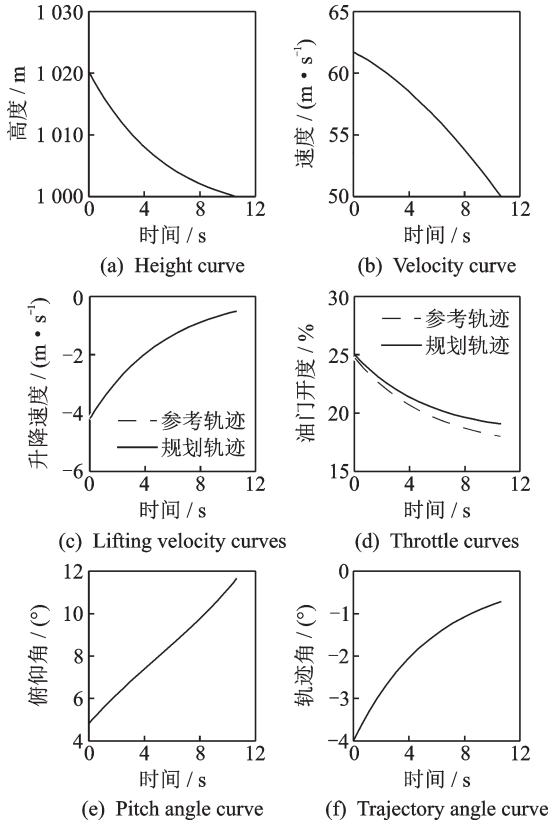 1 030
1 020
1 010
1 000
高度 / m
0 4 8 12
时间 / s
(a) Height curve
65
60
55
50
速度 / (m·s⁻¹)
0 4 8 12
时间 / s
(b) Velocity curve
0
−2
−4
−6
升降速度 / (m·s⁻¹)
参考轨迹
规划轨迹
0 4 8 12
时间 / s
(c) Lifting velocity curves
30
25
20
15
油门开度 / %
参考轨迹
规划轨迹
0 4 8 12
时间 / s
(d) Throttle curves
12
10
8
6
4
俯仰角 / (°)
0 4 8 12
时间 / s
(e) Pitch angle curve
0
−1
−2
−3
−4
轨迹角 / (°)
0 4 8 12
时间 / s
(f) Trajectory angle curve